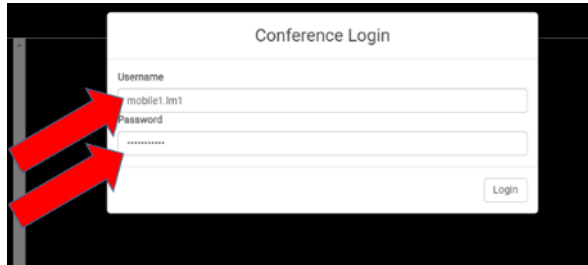 Conference Login
Username
mobile1.lm1
Password
•••••••••••
Login